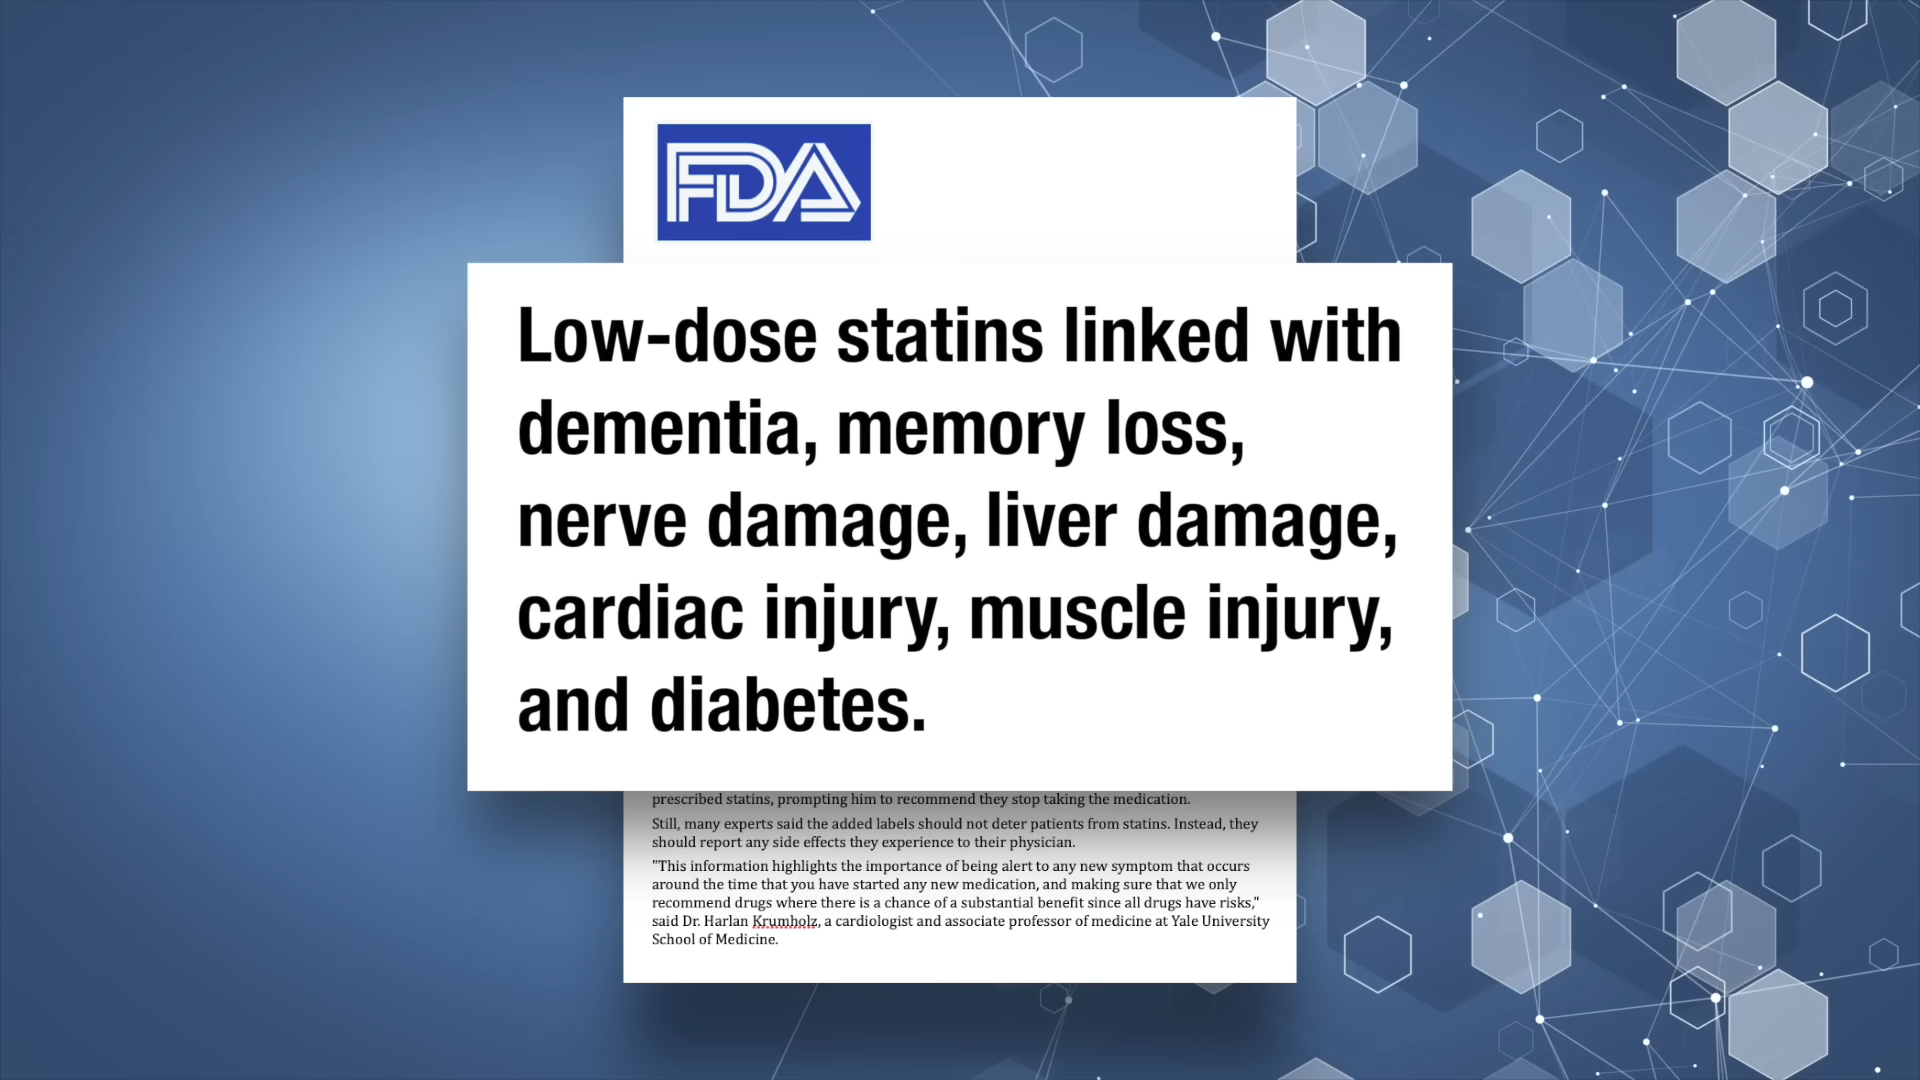 FDA
Low-dose statins linked with
dementia, memory loss,
nerve damage, liver damage,
cardiac injury, muscle injury,
and diabetes.
prescribed statins, prompting him to recommend they stop taking the medication.
Still, many experts said the added labels should not deter patients from statins. Instead, they
should report any side effects they experience to their physician.
"This information highlights the importance of being alert to any new symptom that occurs
around the time that you have started any new medication, and making sure that we only
recommend drugs where there is a chance of a substantial benefit since all drugs have risks,"
said Dr. Harlan Krumholz, a cardiologist and associate professor of medicine at Yale University
School of Medicine.